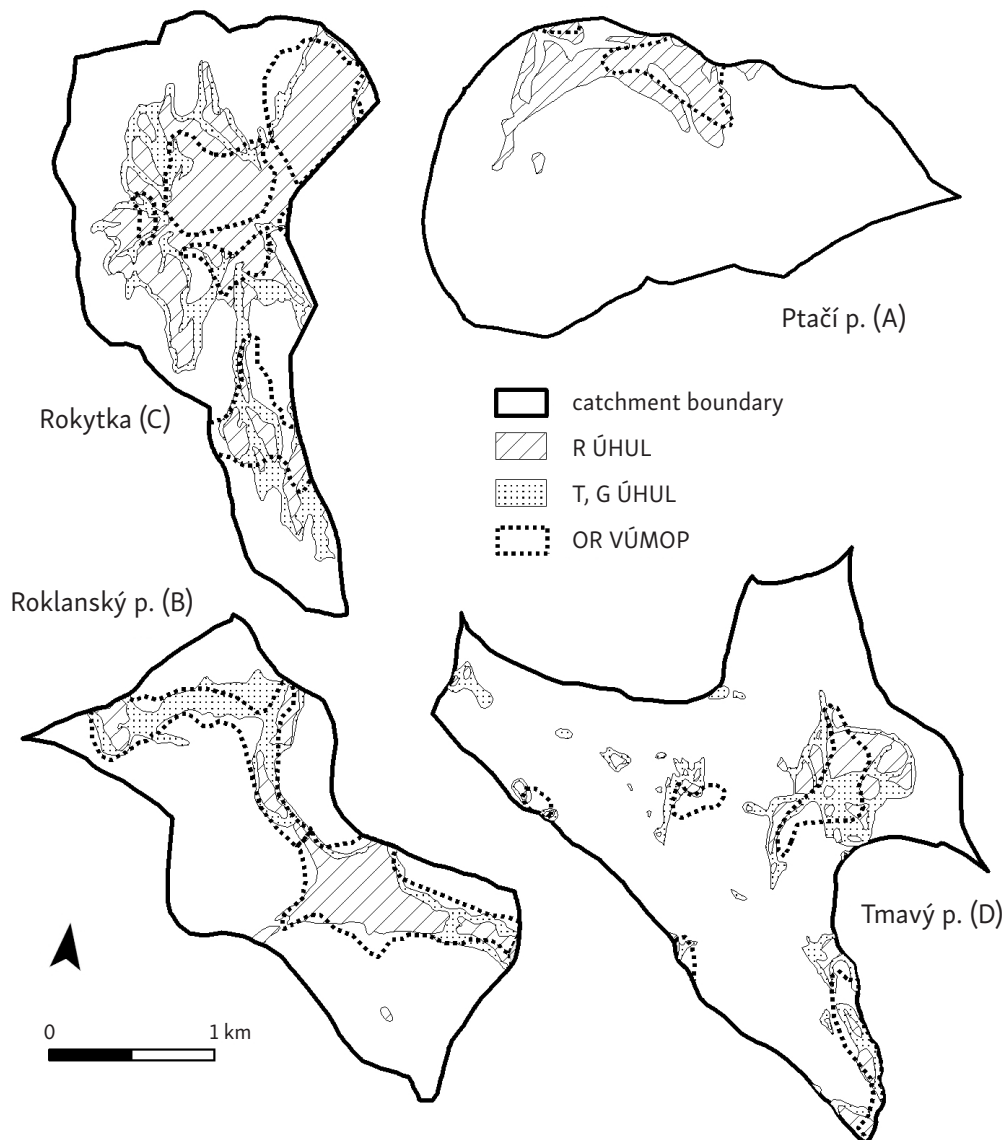 Ptačí p. (A)
Rokytka (C)
catchment boundary
R ÚHUL
T, G ÚHUL
OR VÚMOP
Roklanský p. (B)
Tmavý p. (D)
0 1 km